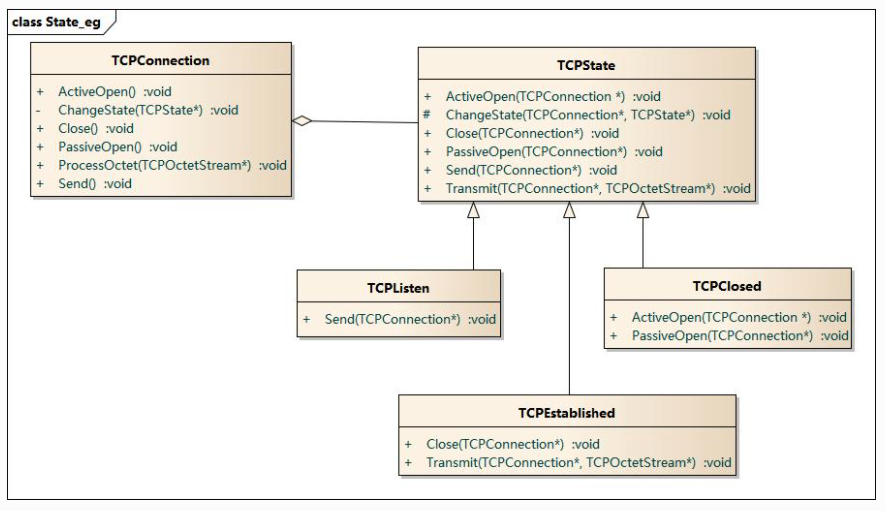 class State_eg
TCPConnection
+ ActiveOpen() :void
- ChangeState(TCPState*) :void
+ Close() :void
+ PassiveOpen() :void
+ ProcessOctet(TCPOctetStream*) :void
+ Send() :void
TCPState
+ ActiveOpen(TCPConnection *) :void
# ChangeState(TCPConnection*, TCPState*) :void
+ Close(TCPConnection*) :void
+ PassiveOpen(TCPConnection*) :void
+ Send(TCPConnection*) :void
+ Transmit(TCPConnection*, TCPOctetStream*) :void
TCPListen
+ Send(TCPConnection*) :void
TCPClosed
+ ActiveOpen(TCPConnection *) :void
+ PassiveOpen(TCPConnection*) :void
TCPEstablished
+ Close(TCPConnection*) :void
+ Transmit(TCPConnection*, TCPOctetStream*) :void